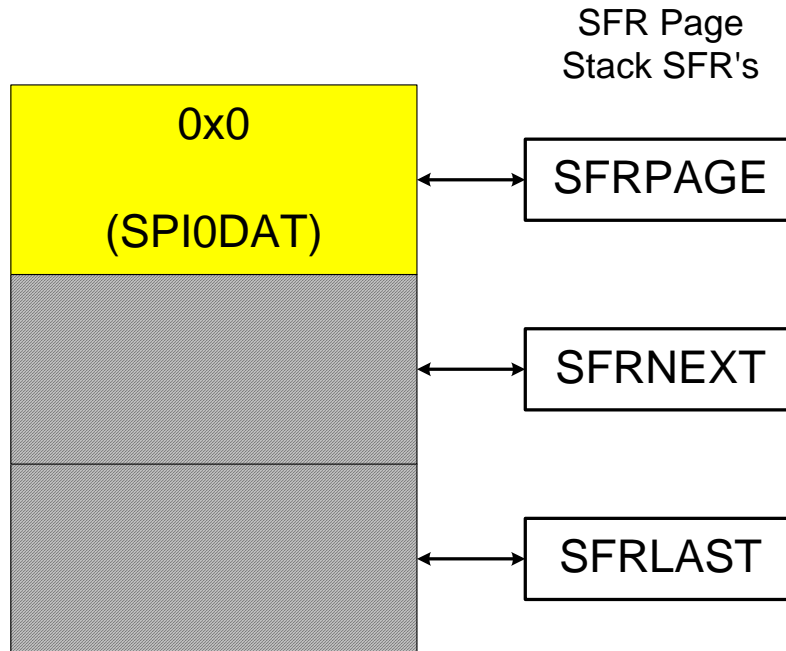 SFR Page
Stack SFR's
0x0
(SPI0DAT)
SFRPAGE
SFRNEXT
SFRLAST